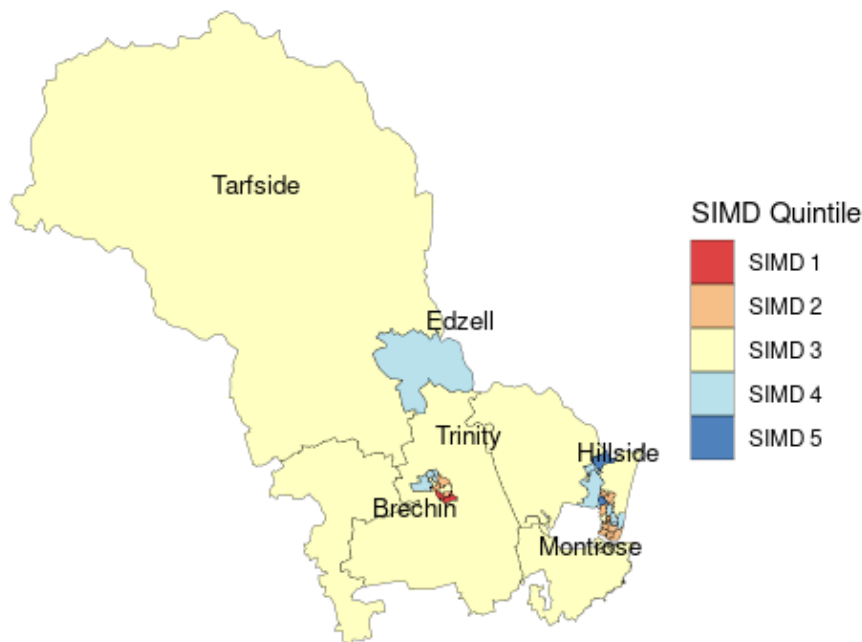 Tarfside
Edzell
Trinity
Hillside
Brechin
Montrose
SIMD Quintile
SIMD 1
SIMD 2
SIMD 3
SIMD 4
SIMD 5